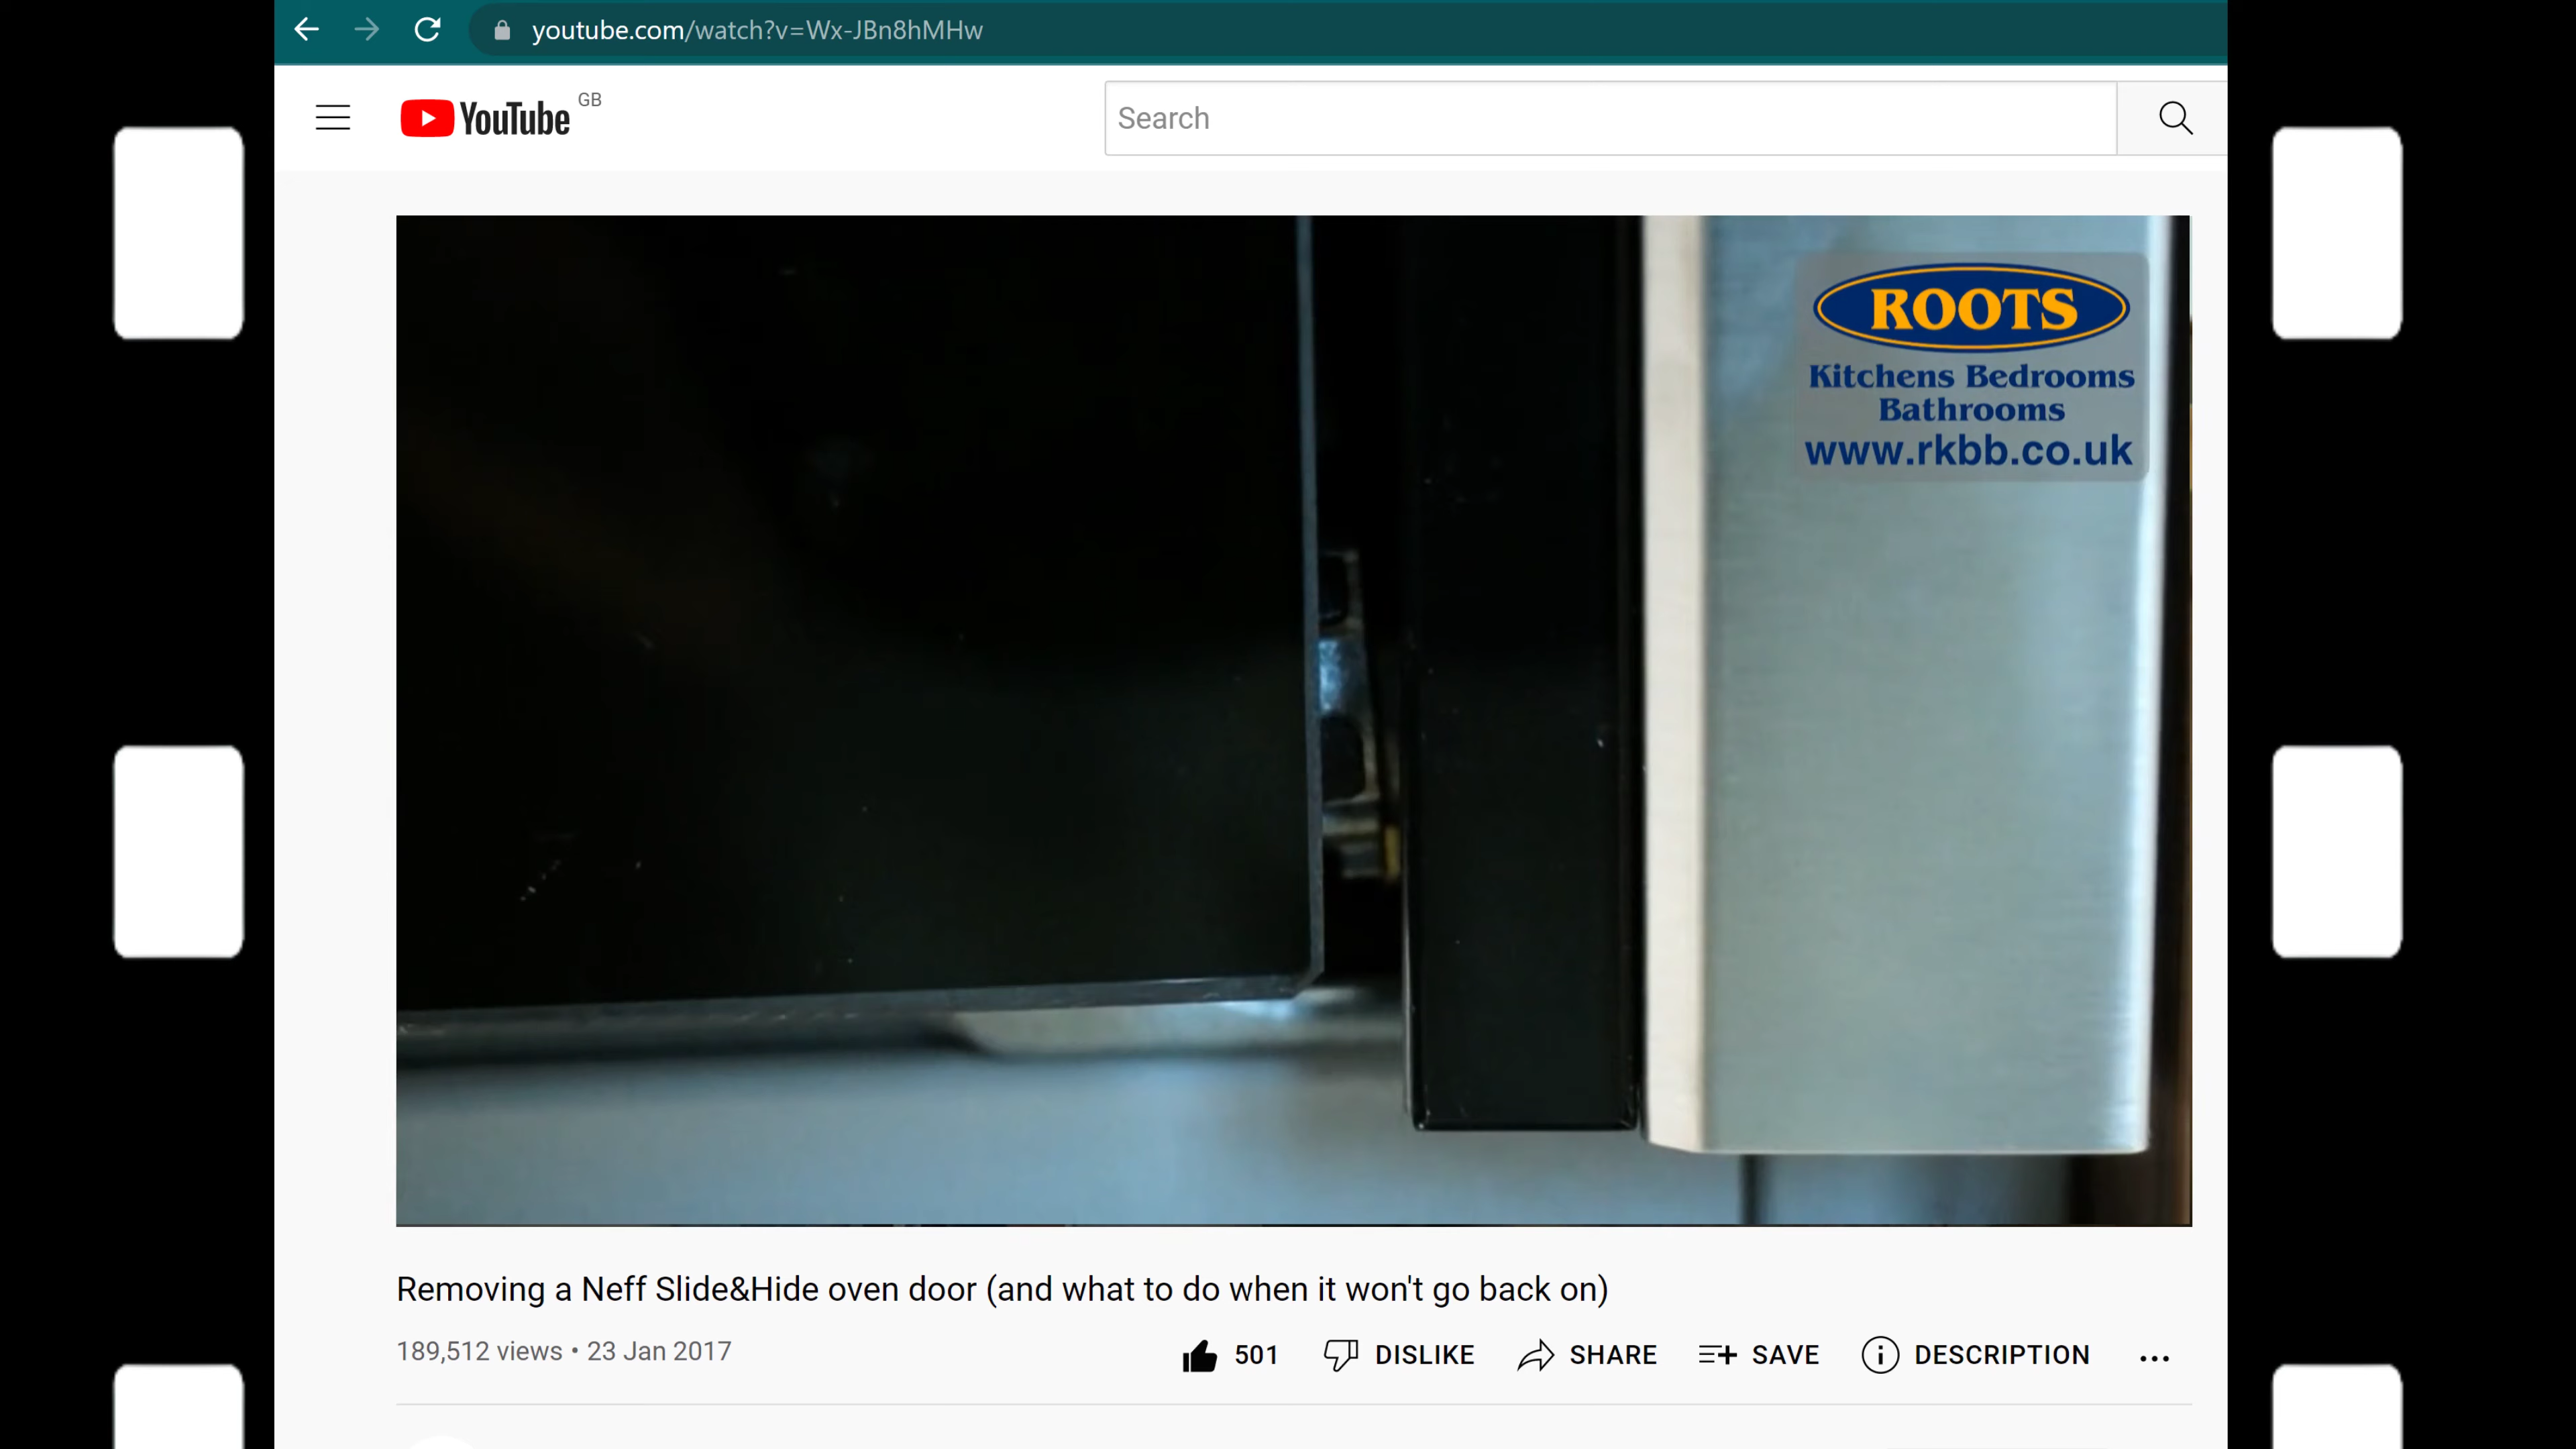 youtube.com/watch?v=Wx-JBn8hMHw
YouTube GB
Search
ROOTS
Kitchens Bedrooms
Bathrooms
www.rkbb.co.uk
Removing a Neff Slide&Hide oven door (and what to do when it won't go back on)
189,512 views • 23 Jan 2017
501 DISLIKE SHARE SAVE DESCRIPTION